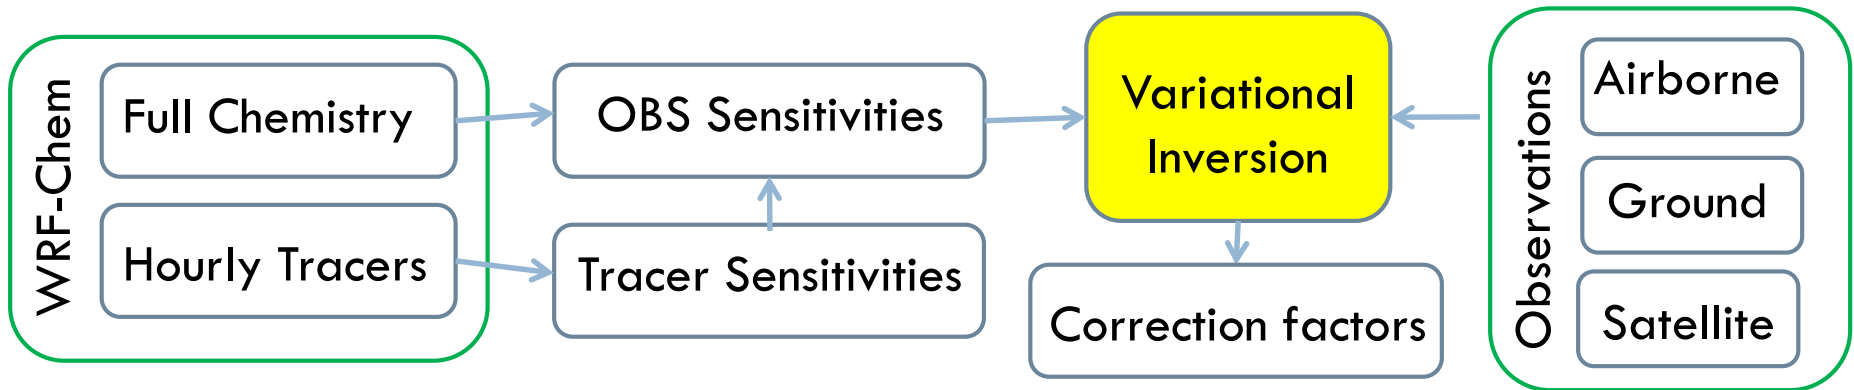 WRF-Chem
Full Chemistry
Hourly Tracers
OBS Sensitivities
Tracer Sensitivities
Variational
Inversion
Correction factors
Observations
Airborne
Ground
Satellite